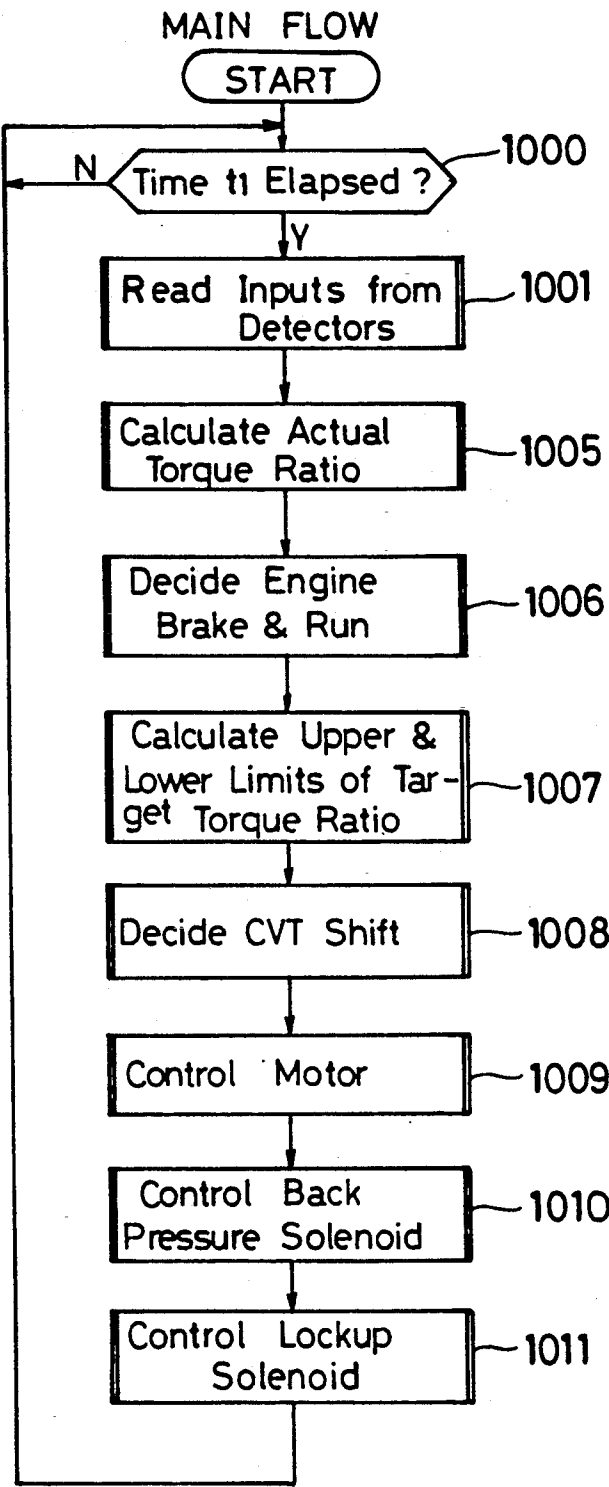 MAIN FLOW
START
N
Time t1 Elapsed ?
1000
Y
Read Inputs from
Detectors
1001
Calculate Actual
Torque Ratio
1005
Decide Engine
Brake & Run
1006
Calculate Upper &
Lower Limits of Tar-
get Torque Ratio
1007
Decide CVT Shift
1008
Control Motor
1009
Control Back
Pressure Solenoid
1010
Control Lockup
Solenoid
1011